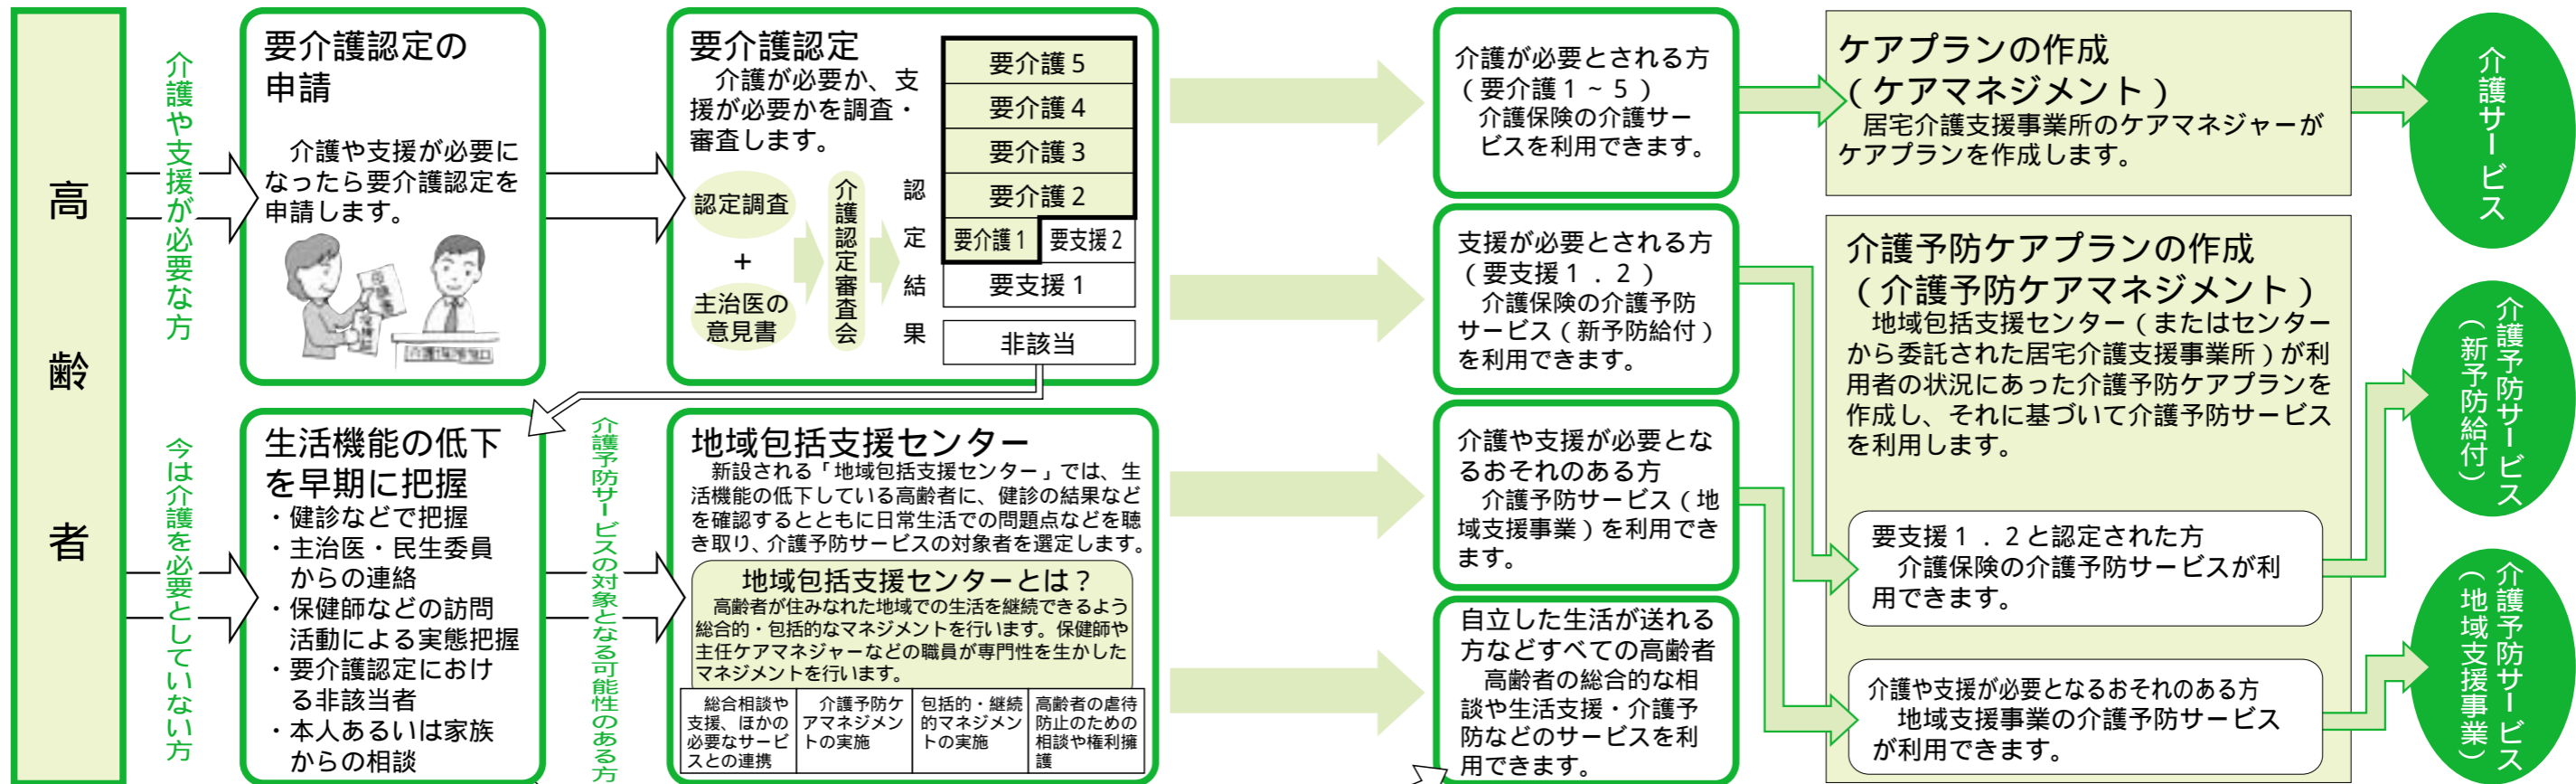 高齢者
介護や支援が必要な方
今は介護を必要としていない方
要介護認定の
申請
介護や支援が必要に
なったら要介護認定を
申請します。
要介護認定
介護が必要か、支
援が必要かを調査・
審査します。
認定調査
+
主治医の
意見書
介護認定審査会
認定結果
要介護5
要介護4
要介護3
要介護2
要介護1
要支援2
要支援1
非該当
介護が必要とされる方
(要介護1~5)
介護保険の介護サー
ビスを利用できます。
ケアプランの作成
(ケアマネジメント)
居宅介護支援事業所のケアマネジャーが
ケアプランを作成します。
介護サービス
支援が必要とされる方
(要支援1.2)
介護保険の介護予防
サービス(新予防給付)
を利用できます。
介護予防ケアプランの作成
(介護予防ケアマネジメント)
地域包括支援センター(またはセンター
から委託された居宅介護支援事業所)が利
用者の状況にあった介護予防ケアプランを
作成し、それに基づいて介護予防サービス
を利用します。
要支援1.2と認定された方
介護保険の介護予防サービスが利
用できます。
介護や支援が必要となるおそれのある方
地域支援事業の介護予防サービス
が利用できます。
介護予防サービス
(新予防給付)
介護予防サービス
(地域支援事業)
生活機能の低下
を早期に把握
・健診などで把握
・主治医・民生委員
からの連絡
・保健師などの訪問
活動による実態把握
・要介護認定におけ
る非該当者
・本人あるいは家族
からの相談
介護予防サービスの対象となる可能性のある方
地域包括支援センター
新設される「地域包括支援センター」では、生
活機能の低下している高齢者に、健診の結果など
を確認するとともに日常生活での問題点などを聴
き取り、介護予防サービスの対象者を選定します。
地域包括支援センターとは?
高齢者が住みなれた地域での生活を継続できるよう
総合的・包括的なマネジメントを行います。保健師や
主任ケアマネジャーなどの職員が専門性を生かした
マネジメントを行います。
総合相談や
支援、ほかの
必要なサービ
スとの連携
介護予防ケ
アマネジメン
トの実施
包括的・継続
的マネジメン
トの実施
高齢者の虐待
防止のための
相談や権利擁
護
介護や支援が必要とな
るおそれのある方
介護予防サービス(地
域支援事業)を利用でき
ます。
自立した生活が送れる
方などすべての高齢者
高齢者の総合的な相
談や生活支援・介護予
防などのサービスを利
用できます。